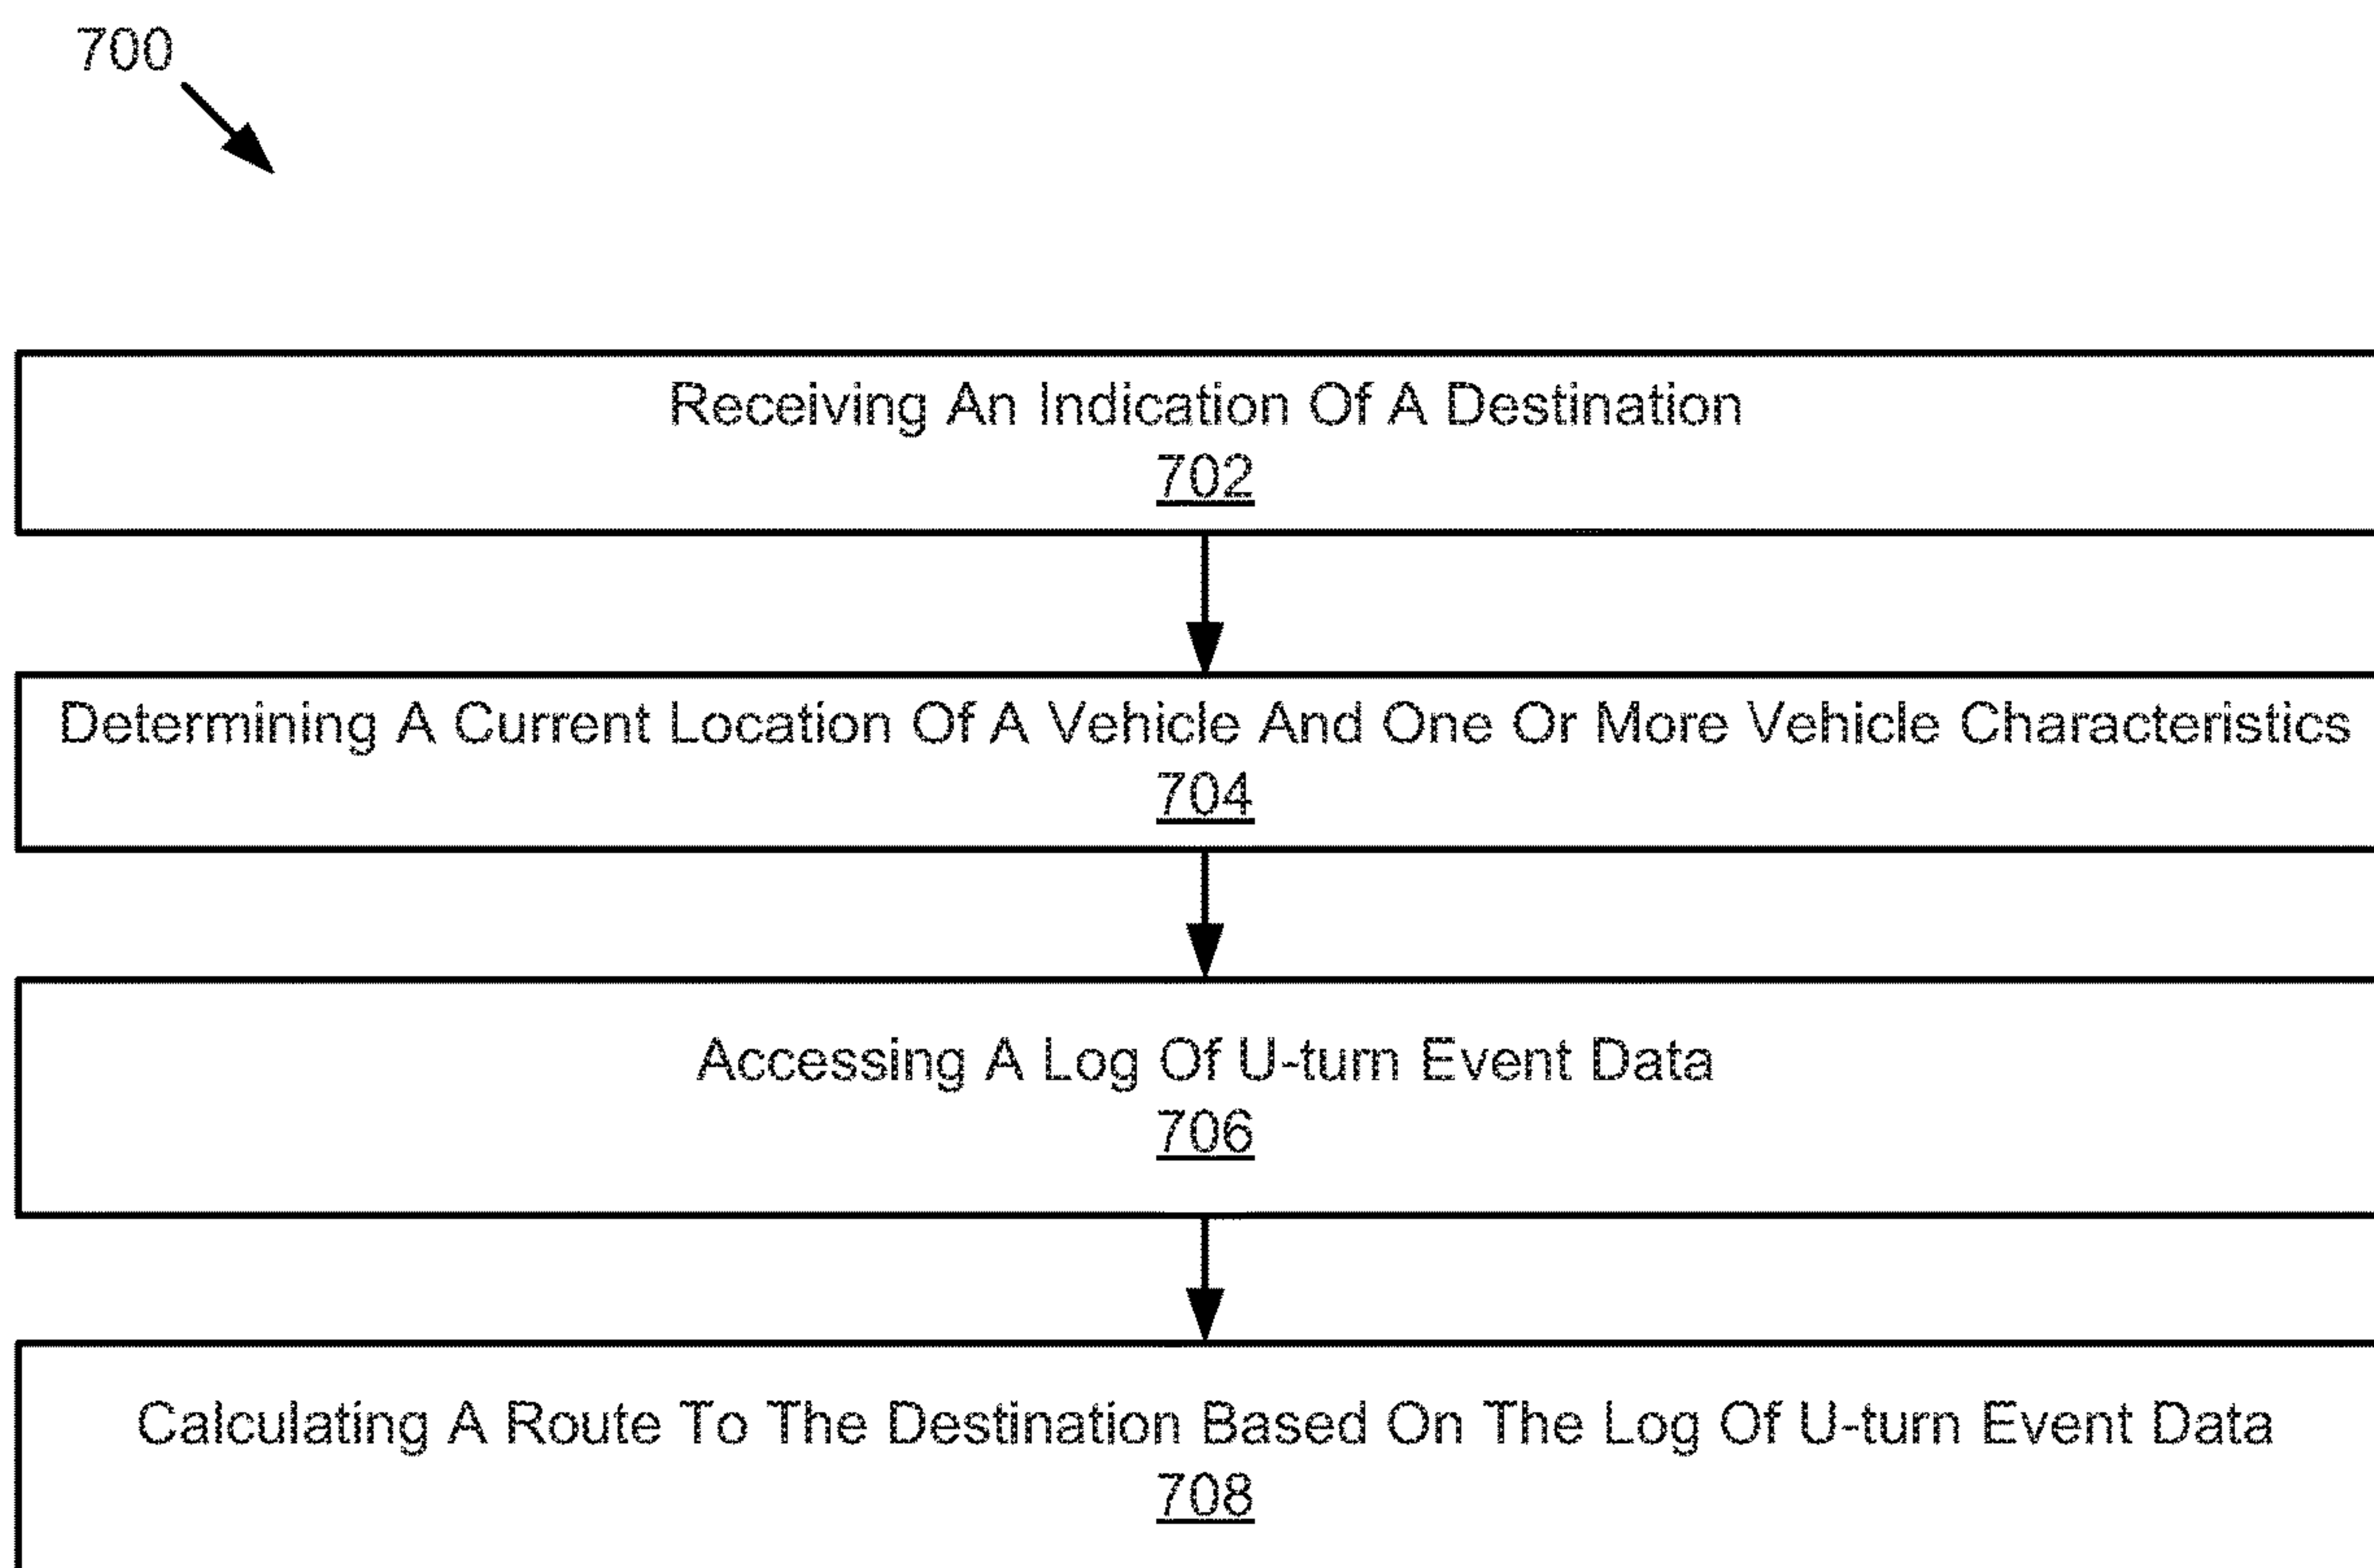 700
Receiving An Indication Of A Destination
702
Determining A Current Location Of A Vehicle And One Or More Vehicle Characteristics
704
Accessing A Log Of U-turn Event Data
706
Calculating A Route To The Destination Based On The Log Of U-turn Event Data
708